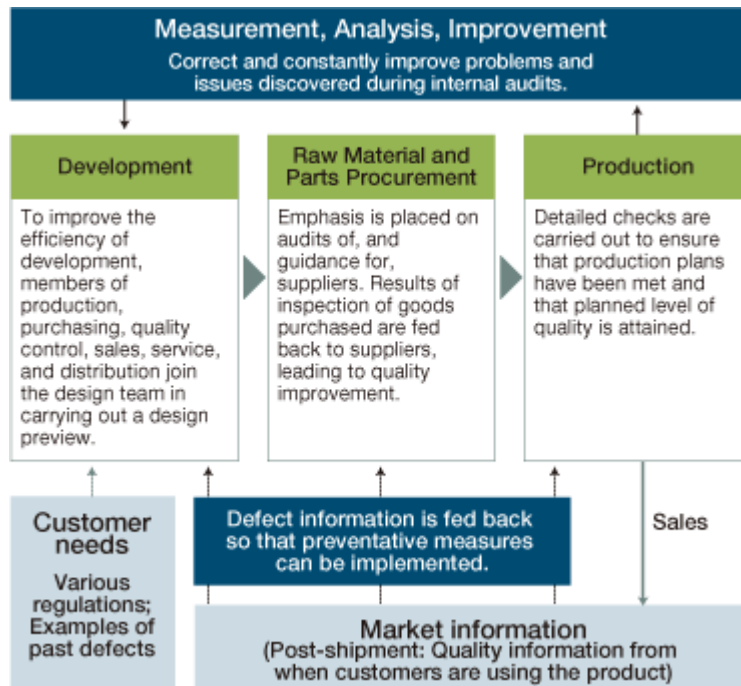 Measurement, Analysis, Improvement
Correct and constantly improve problems and
issues discovered during internal audits.
Development
To improve the
efficiency of
development,
members of
production,
purchasing, quality
control, sales, service,
and distribution join
the design team in
carrying out a design
preview.
Raw Material and
Parts Procurement
Emphasis is placed on
audits of, and
guidance for,
suppliers. Results of
inspection of goods
purchased are fed
back to suppliers,
leading to quality
improvement.
Production
Detailed checks are
carried out to ensure
that production plans
have been met and
that planned level of
quality is attained.
Customer
needs
Various
regulations;
Examples of
past defects
Defect information is fed back
so that preventative measures
can be implemented.
Sales
Market information
(Post-shipment: Quality information from
when customers are using the product)